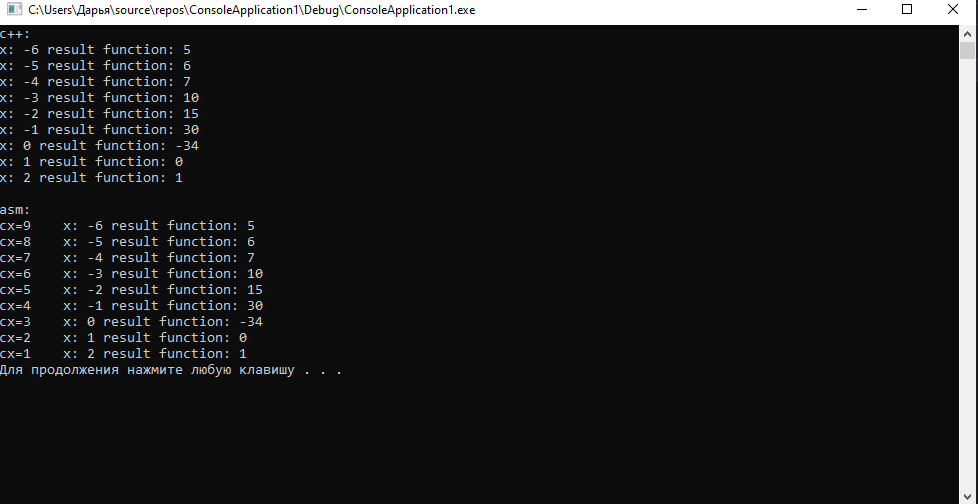 C:\Users\Дарья\source\repos\ConsoleApplication1\Debug\ConsoleApplication1.exe
c++:
x: -6 result function: 5
x: -5 result function: 6
x: -4 result function: 7
x: -3 result function: 10
x: -2 result function: 15
x: -1 result function: 30
x: 0 result function: -34
x: 1 result function: 0
x: 2 result function: 1
asm:
cx=9    x: -6 result function: 5
cx=8    x: -5 result function: 6
cx=7    x: -4 result function: 7
cx=6    x: -3 result function: 10
cx=5    x: -2 result function: 15
cx=4    x: -1 result function: 30
cx=3    x: 0 result function: -34
cx=2    x: 1 result function: 0
cx=1    x: 2 result function: 1
Для продолжения нажмите любую клавишу . . .